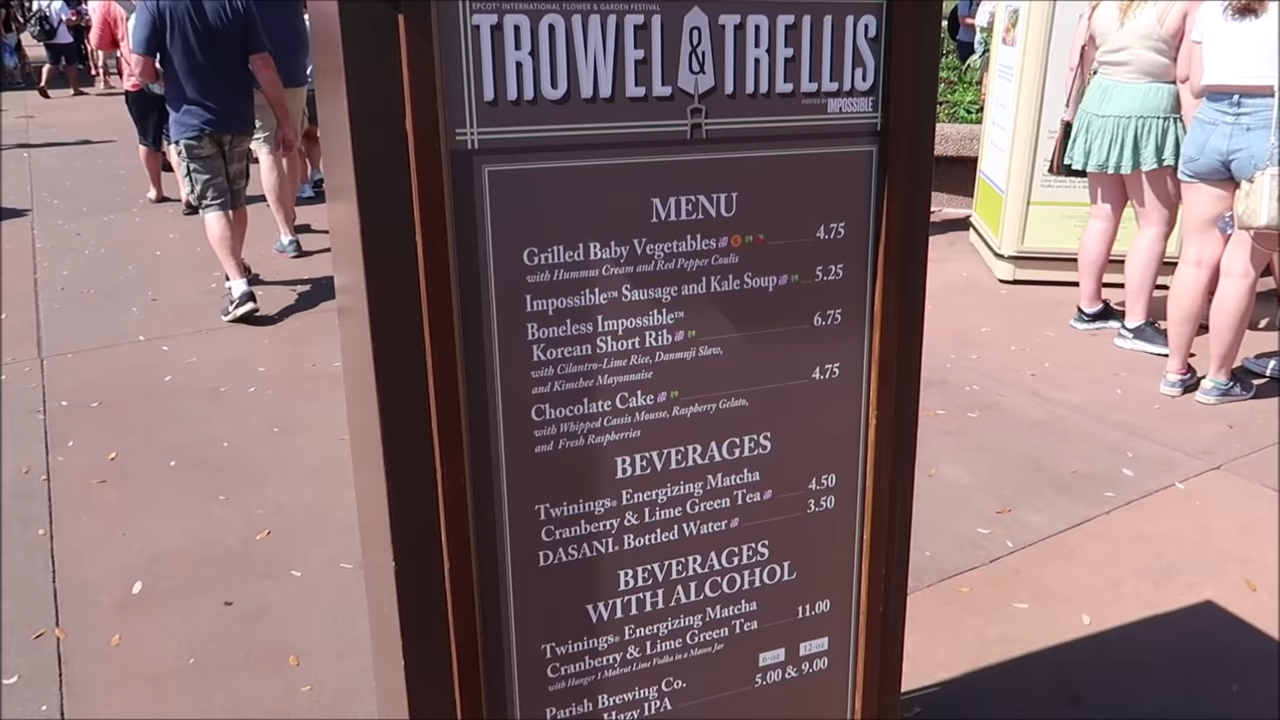 EPCOT® INTERNATIONAL FLOWER & GARDEN FESTIVAL
TROWEL & TRELLIS
HOSTED BY IMPOSSIBLE™
MENU
Grilled Baby Vegetables 4.75
with Hummus Cream and Red Pepper Coulis
Impossible™ Sausage and Kale Soup 5.25
Boneless Impossible™
Korean Short Rib 6.75
with Cilantro-Lime Rice, Danmuji Slaw,
and Kimchee Mayonnaise
Chocolate Cake 4.75
with Whipped Cassis Mousse, Raspberry Gelato,
and Fresh Raspberries
BEVERAGES
Twinings® Energizing Matcha
Cranberry & Lime Green Tea 4.50
DASANI® Bottled Water 3.50
BEVERAGES
WITH ALCOHOL
Twinings® Energizing Matcha
Cranberry & Lime Green Tea 11.00
with Hangar 1 Makrut Lime Vodka in a Mason Jar
6-oz 12-oz
Parish Brewing Co. 5.00 & 9.00
Hazy IPA